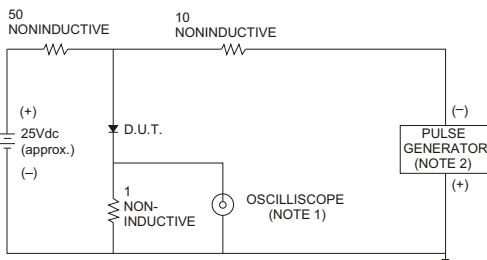 50
NONINDUCTIVE
10
NONINDUCTIVE
(+)
25Vdc
(approx.)
(–)
D.U.T.
1
NON-
INDUCTIVE
OSCILLISCOPE
(NOTE 1)
(–)
PULSE
GENERATOR
(NOTE 2)
(+)